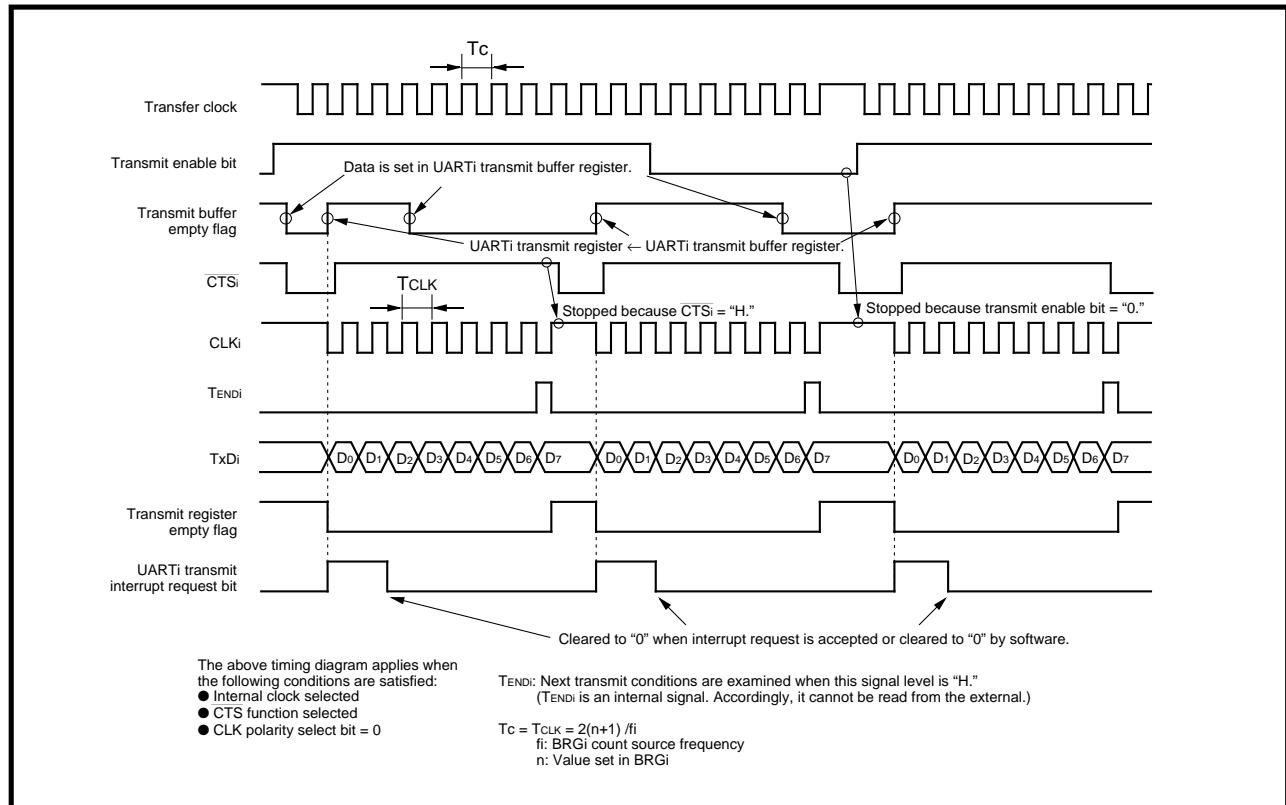 Tc
Transfer clock
Transmit enable bit
Data is set in UARTi transmit buffer register.
Transmit buffer
empty flag
UARTi transmit register ← UARTi transmit buffer register.
CTSi
TCLK
Stopped because CTSi = “H.”
Stopped because transmit enable bit = “0.”
CLKi
TENDi
TxDi
D0 D1 D2 D3 D4 D5 D6 D7 D0 D1 D2 D3 D4 D5 D6 D7 D0 D1 D2 D3 D4 D5 D6 D7
Transmit register
empty flag
UARTi transmit
interrupt request bit
Cleared to “0” when interrupt request is accepted or cleared to “0” by software.
The above timing diagram applies when
the following conditions are satisfied:
● Internal clock selected
● CTS function selected
● CLK polarity select bit = 0
TENDi: Next transmit conditions are examined when this signal level is “H.”
(TENDi is an internal signal. Accordingly, it cannot be read from the external.)
Tc = TCLK = 2(n+1) /fi
fi: BRGi count source frequency
n: Value set in BRGi